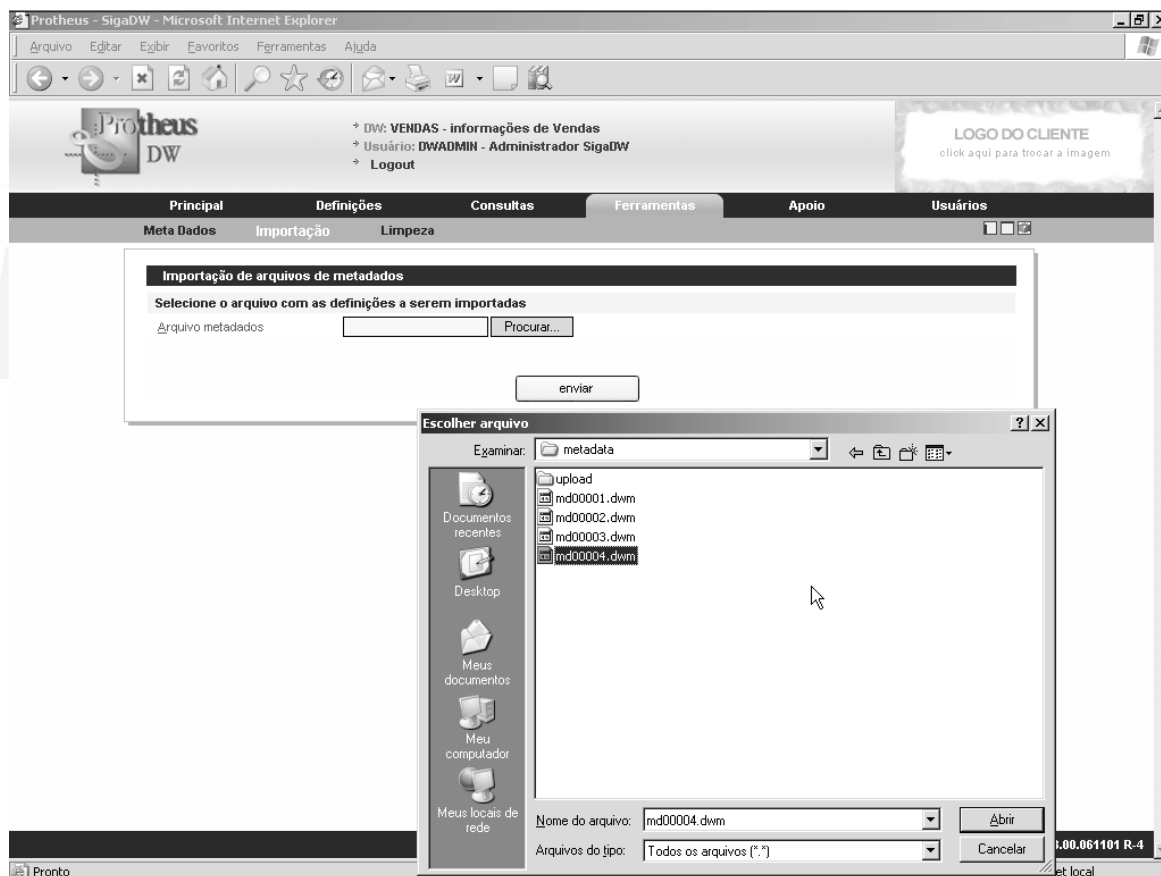 Protheus - SigaDW - Microsoft Internet Explorer
Arquivo Editar Exibir Favoritos Ferramentas Ajuda
Protheus
DW
DW: VENDAS - informações de Vendas
Usuário: DWADMIN - Administrador SigaDW
Logout
LOGO DO CLIENTE
click aqui para trocar a imagem
Principal Definições Consultas Ferramentas Apoio Usuários
Meta Dados Importação Limpeza
Importação de arquivos de metadados
Selecione o arquivo com as definições a serem importadas
Arquivo metadados Procurar...
enviar
Escolher arquivo
Examinar: metadata
upload
md00001.dwm
md00002.dwm
md00003.dwm
md00004.dwm
Documentos
recentes
Desktop
Meus
documentos
Meu
computador
Meus locais de
rede
Nome do arquivo: md00004.dwm Abrir
Arquivos do tipo: Todos os arquivos (*.*) Cancelar
.00.061101 R-4
Pronto
et local